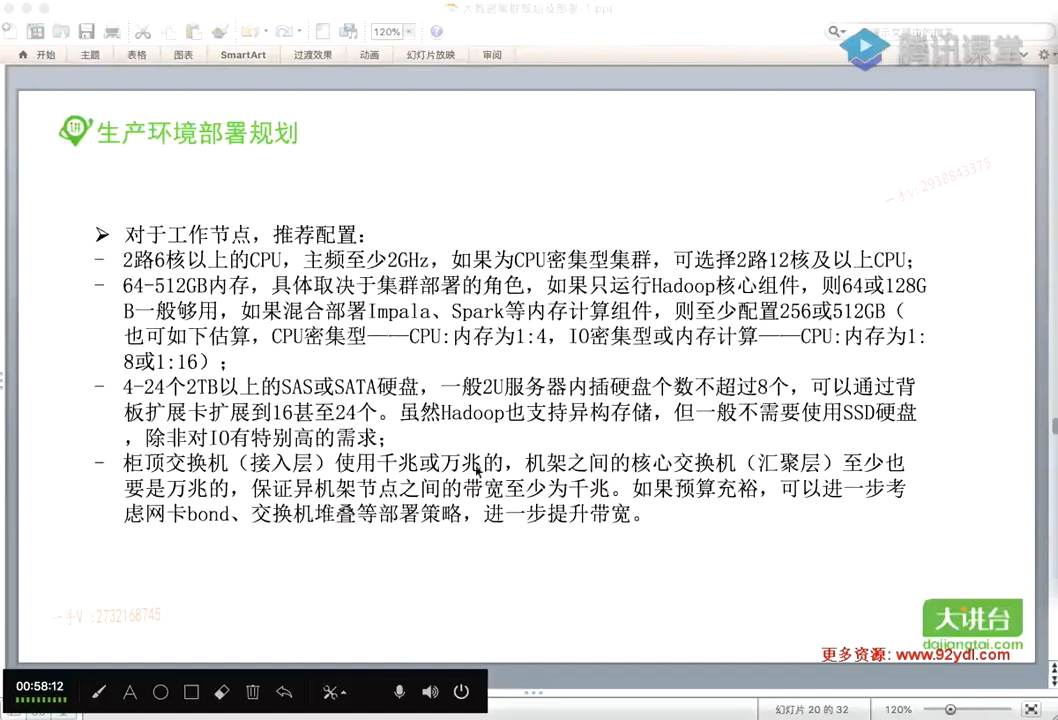 大数据集群规划及部署-1.ppt
120%
开始 主题 表格 图表 SmartArt 过渡效果 动画 幻灯片放映 审阅
腾讯课堂
生产环境部署规划
一手V:2938843375
➢ 对于工作节点，推荐配置：
- 2路6核以上的CPU，主频至少2GHz，如果为CPU密集型集群，可选择2路12核及以上CPU；
- 64-512GB内存，具体取决于集群部署的角色，如果只运行Hadoop核心组件，则64或128G
B一般够用，如果混合部署Impala、Spark等内存计算组件，则至少配置256或512GB（
也可如下估算，CPU密集型——CPU:内存为1:4，IO密集型或内存计算——CPU:内存为1:
8或1:16）；
- 4-24个2TB以上的SAS或SATA硬盘，一般2U服务器内插硬盘个数不超过8个，可以通过背
板扩展卡扩展到16甚至24个。虽然Hadoop也支持异构存储，但一般不需要使用SSD硬盘
，除非对IO有特别高的需求；
- 柜顶交换机（接入层）使用千兆或万兆的，机架之间的核心交换机（汇聚层）至少也
要是万兆的，保证异机架节点之间的带宽至少为千兆。如果预算充裕，可以进一步考
虑网卡bond、交换机堆叠等部署策略，进一步提升带宽。
一手V :2732168745
大讲台
dajiangtai.com
更多资源: www.92ydl.com
00:58:12
幻灯片 20 的 32
120%